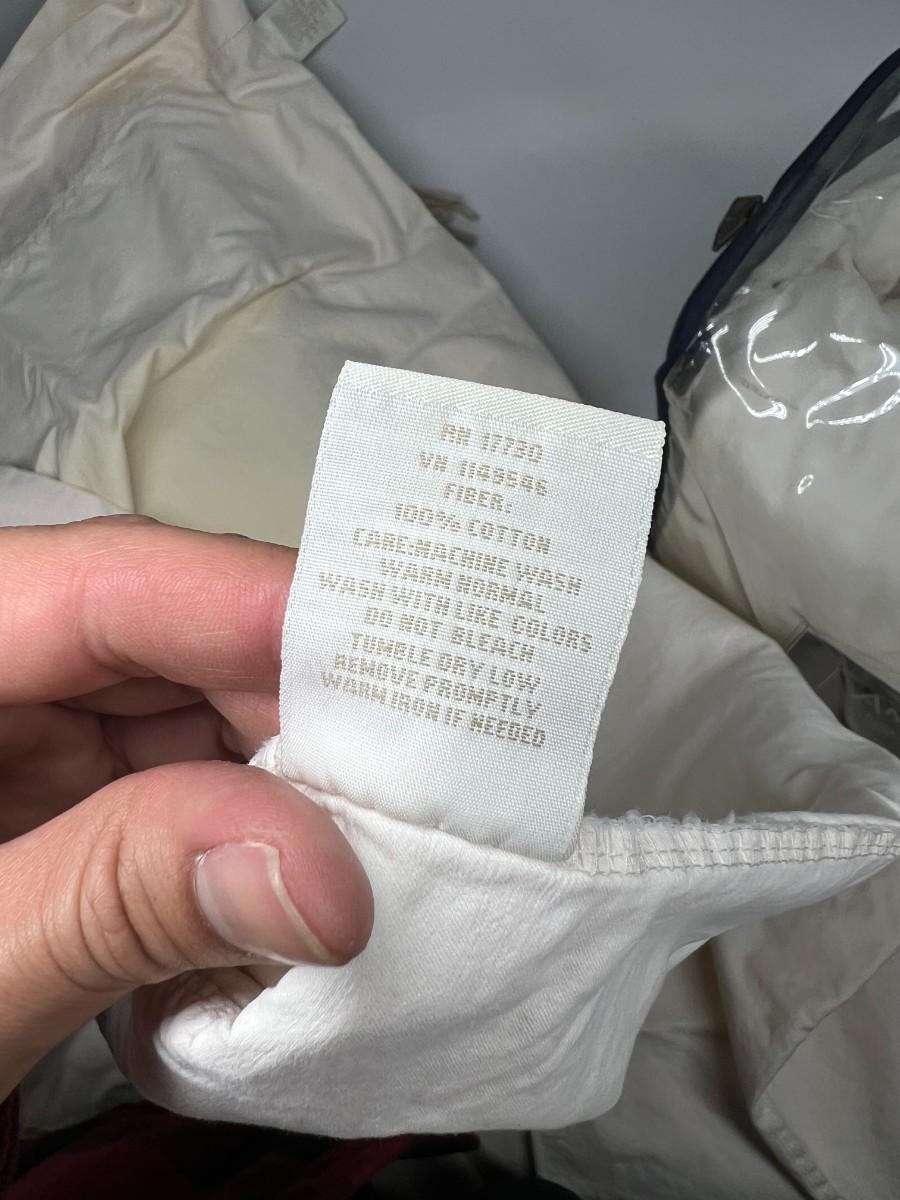 RN 17730
VN 1149546
FIBER:
100% COTTON
CARE:MACHINE WASH
WARM NORMAL
WASH WITH LIKE COLORS
DO NOT BLEACH
TUMBLE DRY LOW
REMOVE PROMPTLY
WARM IRON IF NEEDED